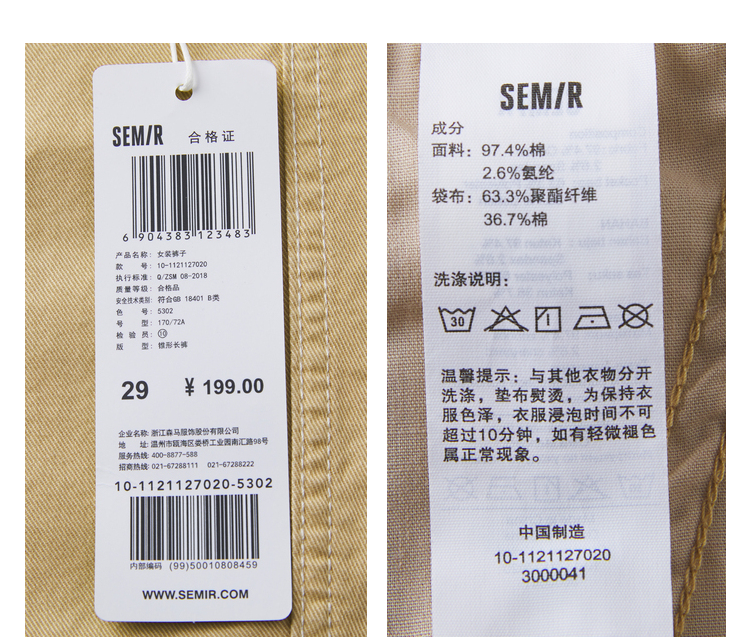 SEMIR 合格证
6 904383 123483
产品名称: 女装裤子
款 号: 10-1121127020
执行标准: Q/ZSM 08-2018
质量等级: 合格品
安全技术类别: 符合GB 18401 B类
色 号: 5302
号 型: 170/72A
检 验 员: ⑩
版 型: 锥形长裤
29 ¥ 199.00
企业名称: 浙江森马服饰股份有限公司
地 址: 温州市瓯海区娄桥工业园南汇路98号
服务热线: 400-8877-588
招商热线: 021-67288111 021-67288222
10-1121127020-5302
内部编码 (99)50010808459
WWW.SEMIR.COM
SEMIR
成分
面料: 97.4%棉
2.6%氨纶
袋布: 63.3%聚酯纤维
36.7%棉
洗涤说明:
30
温馨提示: 与其他衣物分开
洗涤, 垫布熨烫, 为保持衣
服色泽, 衣服浸泡时间不可
超过10分钟, 如有轻微褪色
属正常现象。
中国制造
10-1121127020
3000041